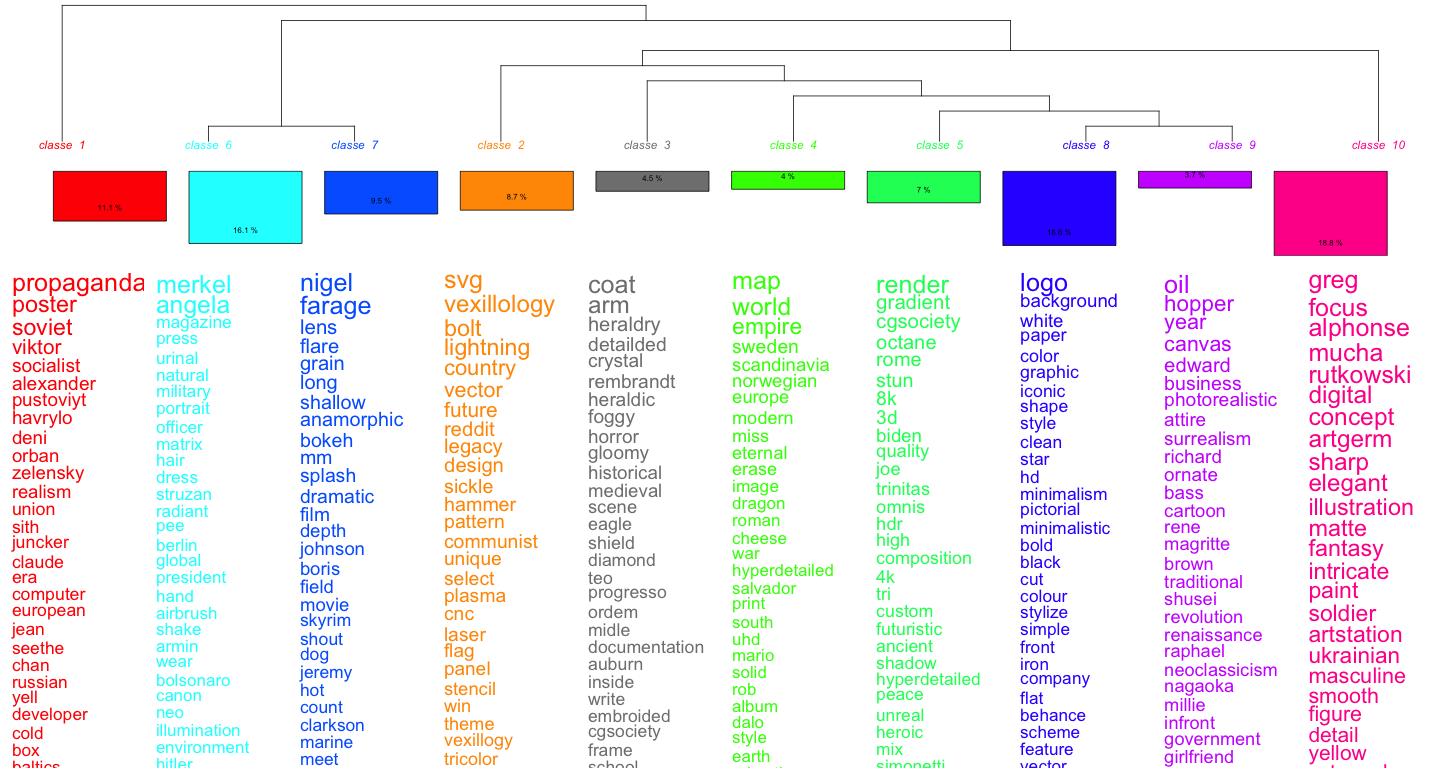 classe 1
classe 6
classe 7
classe 2
classe 3
classe 4
classe 5
classe 8
classe 9
classe 10
11.1 %
16.1 %
9.5 %
8.7 %
4.5 %
4 %
7 %
16.6 %
3.7 %
18.8 %
propaganda
poster
soviet
viktor
socialist
alexander
pustoviyt
havrylo
deni
orban
zelensky
realism
union
sith
juncker
claude
era
computer
european
jean
seethe
chan
russian
yell
developer
cold
box
baltics
merkel
angela
magazine
press
urinal
natural
military
portrait
officer
matrix
hair
dress
struzan
radiant
pee
berlin
global
president
hand
airbrush
shake
armin
wear
bolsonaro
canon
neo
illumination
environment
hitler
nigel
farage
lens
flare
grain
long
shallow
anamorphic
bokeh
mm
splash
dramatic
film
depth
johnson
boris
field
movie
skyrim
shout
dog
jeremy
hot
count
clarkson
marine
meet
svg
vexillology
bolt
lightning
country
vector
future
reddit
legacy
design
sickle
hammer
pattern
communist
unique
select
plasma
cnc
laser
flag
panel
stencil
win
theme
vexillogy
tricolor
coat
arm
heraldry
detailded
crystal
rembrandt
heraldic
foggy
horror
gloomy
historical
medieval
scene
eagle
shield
diamond
teo
progresso
ordem
midle
documentation
auburn
inside
write
embroided
cgsociety
frame
school
map
world
empire
sweden
scandinavia
norwegian
europe
modern
miss
eternal
erase
image
dragon
roman
cheese
war
hyperdetailed
salvador
print
south
uhd
mario
solid
rob
album
dalo
style
earth
render
gradient
cgsociety
octane
rome
stun
8k
3d
biden
quality
joe
trinitas
omnis
hdr
high
composition
4k
tri
custom
futuristic
ancient
shadow
hyperdetailed
peace
unreal
heroic
mix
simonetti
logo
background
white
paper
color
graphic
iconic
shape
style
clean
star
hd
minimalism
pictorial
minimalistic
bold
black
cut
colour
stylize
simple
front
iron
company
flat
behance
scheme
feature
vector
oil
hopper
year
canvas
edward
business
photorealistic
attire
surrealism
richard
ornate
bass
cartoon
rene
magritte
brown
traditional
shusei
revolution
renaissance
raphael
neoclassicism
nagaoka
millie
infront
government
girlfriend
greg
focus
alphonse
mucha
rutkowski
digital
concept
artgerm
sharp
elegant
illustration
matte
fantasy
intricate
paint
soldier
artstation
ukrainian
masculine
smooth
figure
detail
yellow